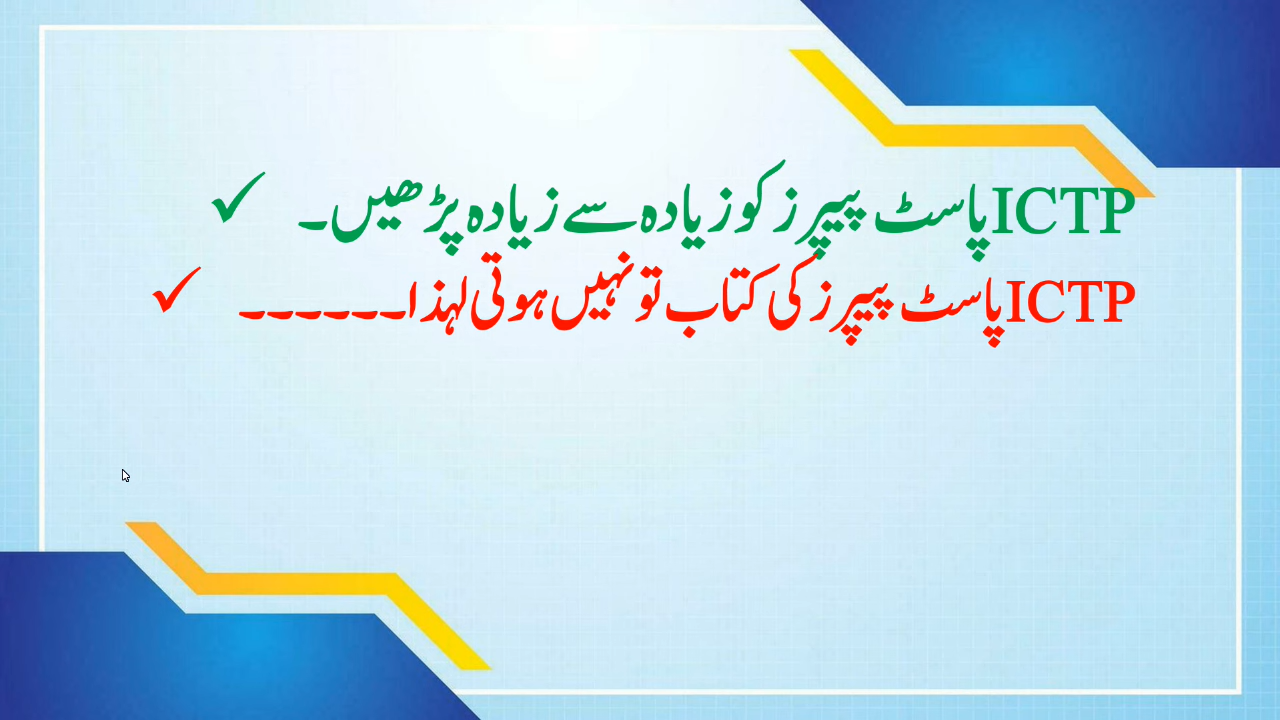 ICTP پاسٹ پیپرز کو زیادہ سے زیادہ پڑھیں۔ ✓
ICTP پاسٹ پیپرز کی کتاب تو نہیں ہوتی لہذا۔۔۔۔۔۔ ✓